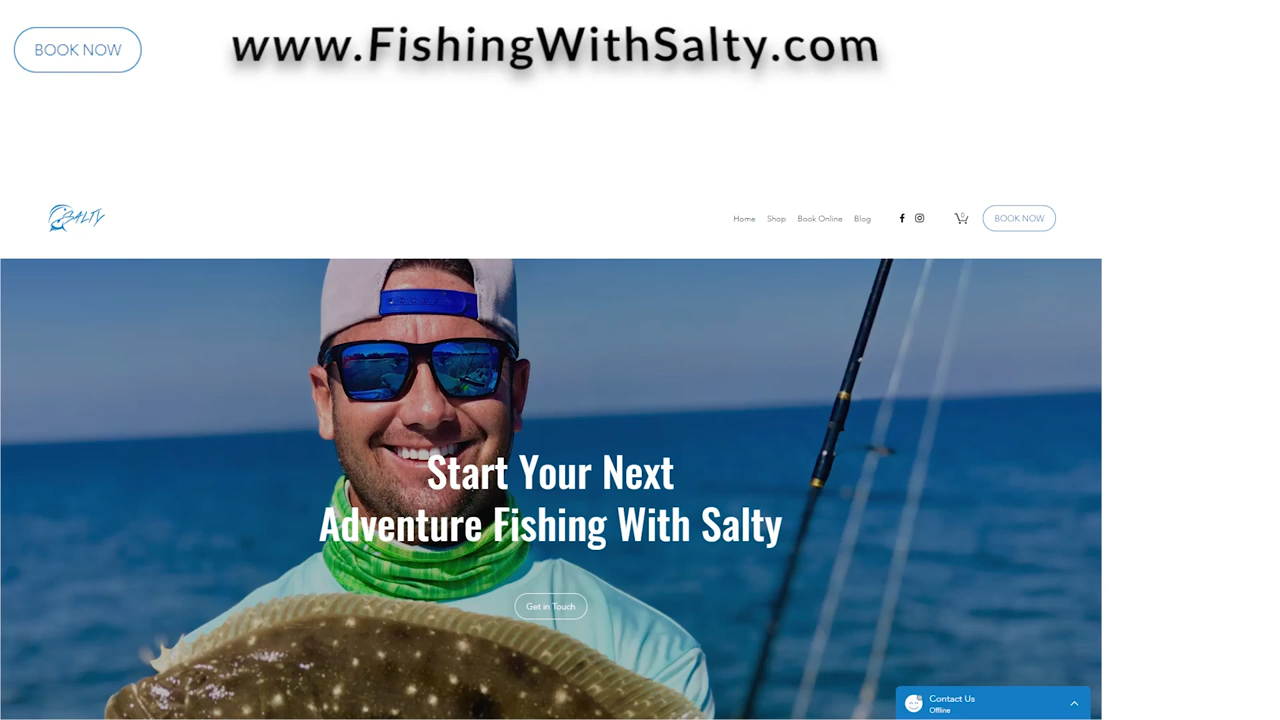 BOOK NOW
www.FishingWithSalty.com
SALTY
Home Shop Book Online Blog
0
BOOK NOW
Start Your Next
Adventure Fishing With Salty
Get in Touch
Contact Us
Offline